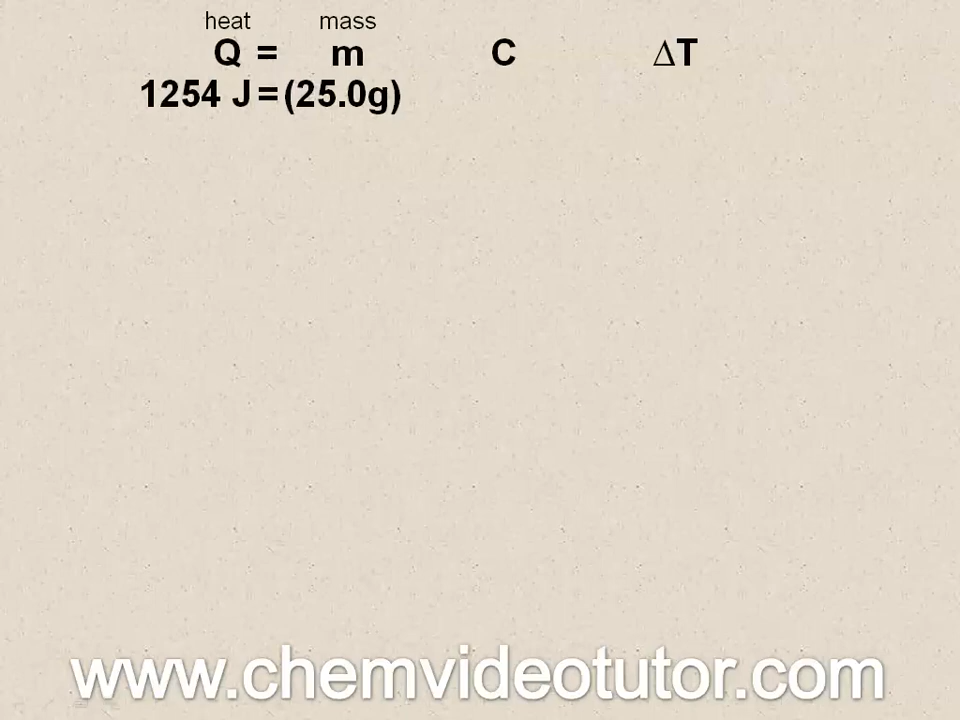 heat mass
Q = m C ΔT
1254 J = (25.0g)
www.chemvideotutor.com